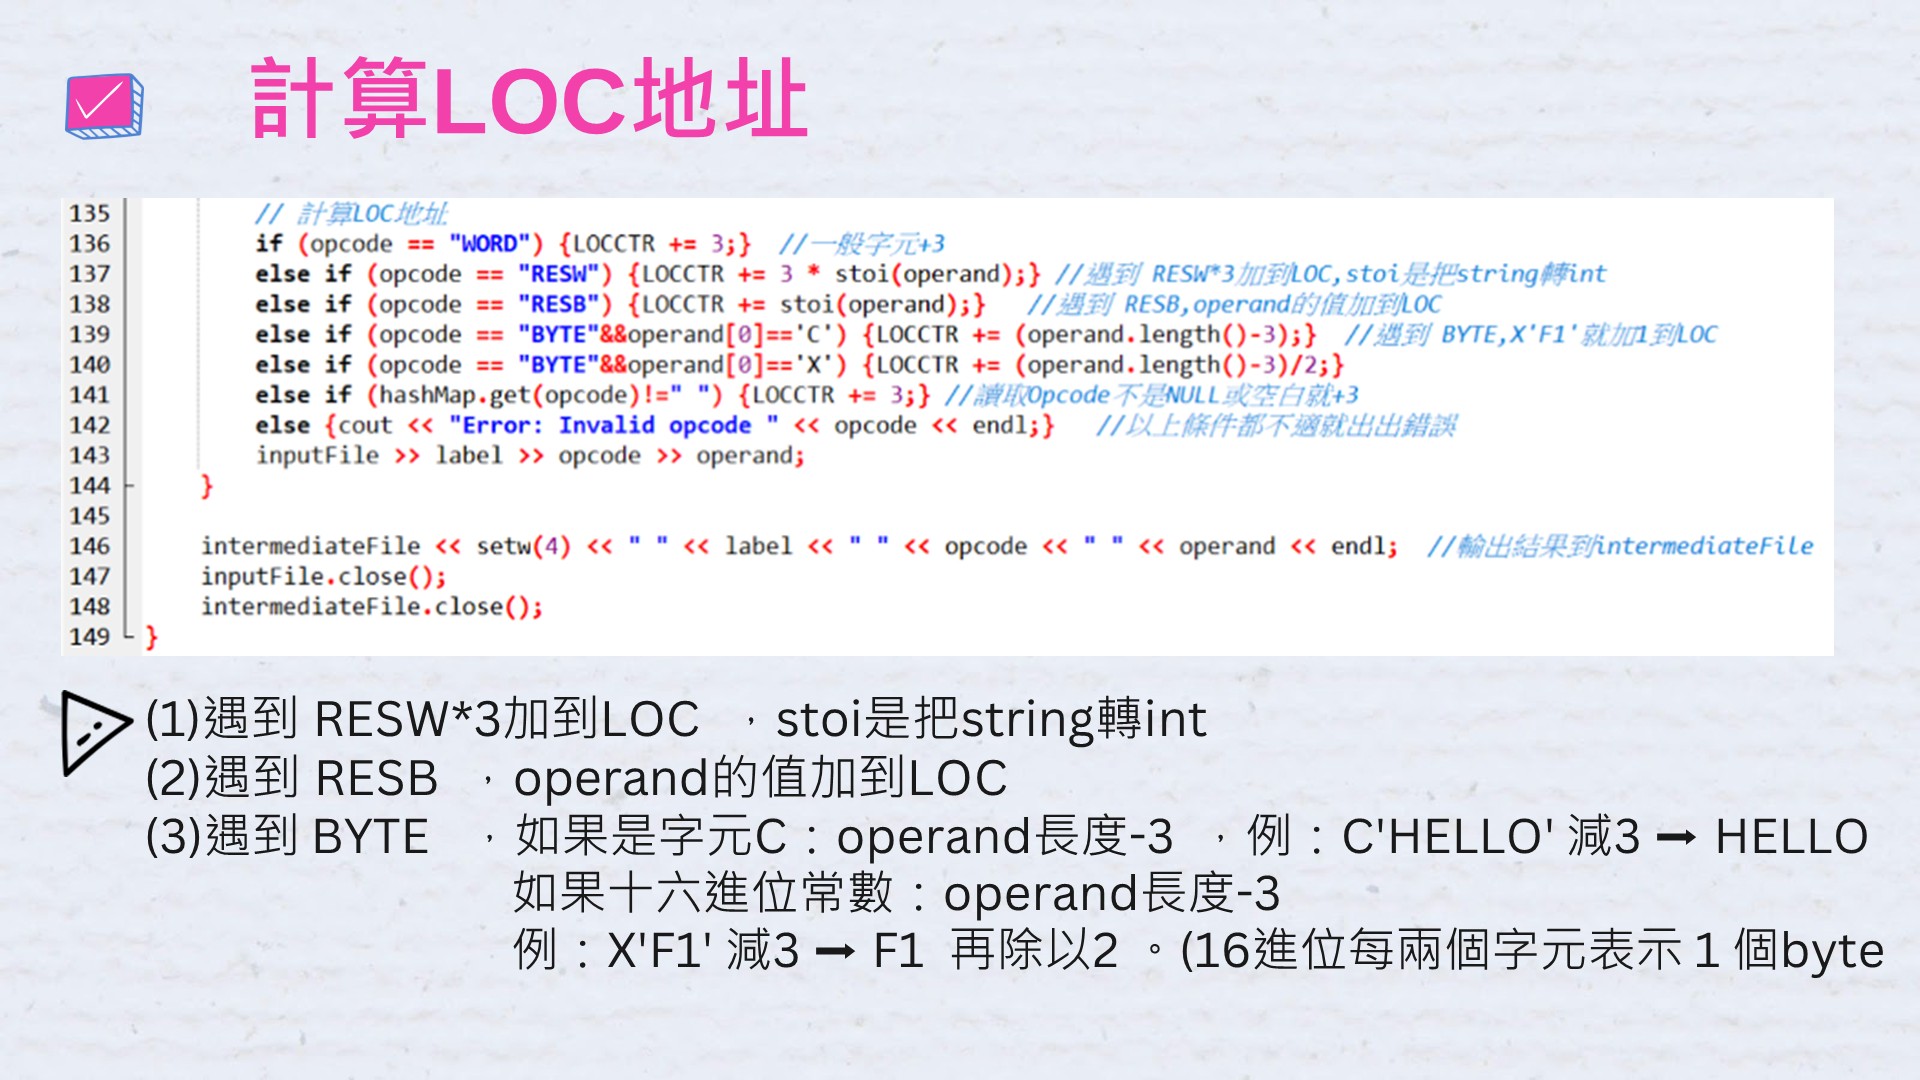 計算LOC地址
135 // 計算LOC地址
136 if (opcode == "WORD") {LOCCTR += 3;} //一般字元+3
137 else if (opcode == "RESW") {LOCCTR += 3 * stoi(operand);} //遇到 RESW*3加到LOC,stoi是把string轉int
138 else if (opcode == "RESB") {LOCCTR += stoi(operand);} //遇到 RESB,operand的值加到LOC
139 else if (opcode == "BYTE"&&operand[0]=='C') {LOCCTR += (operand.length()-3);} //遇到 BYTE,X'F1'就加1到LOC
140 else if (opcode == "BYTE"&&operand[0]=='X') {LOCCTR += (operand.length()-3)/2;}
141 else if (hashMap.get(opcode)!=" ") {LOCCTR += 3;} //讀取Opcode不是NULL或空白就+3
142 else {cout << "Error: Invalid opcode " << opcode << endl;} //以上條件都不適就出出錯誤
143 inputFile >> label >> opcode >> operand;
144 }
145
146 intermediateFile << setw(4) << " " << label << " " << opcode << " " << operand << endl; //輸出結果到intermediateFile
147 inputFile.close();
148 intermediateFile.close();
149 }
(1)遇到 RESW*3加到LOC ，stoi是把string轉int
(2)遇到 RESB ，operand的值加到LOC
(3)遇到 BYTE ，如果是字元C：operand長度-3 ，例：C'HELLO' 減3 ➡ HELLO
如果十六進位常數：operand長度-3
例：X'F1' 減3 ➡ F1 再除以2 。(16進位每兩個字元表示 1 個byte